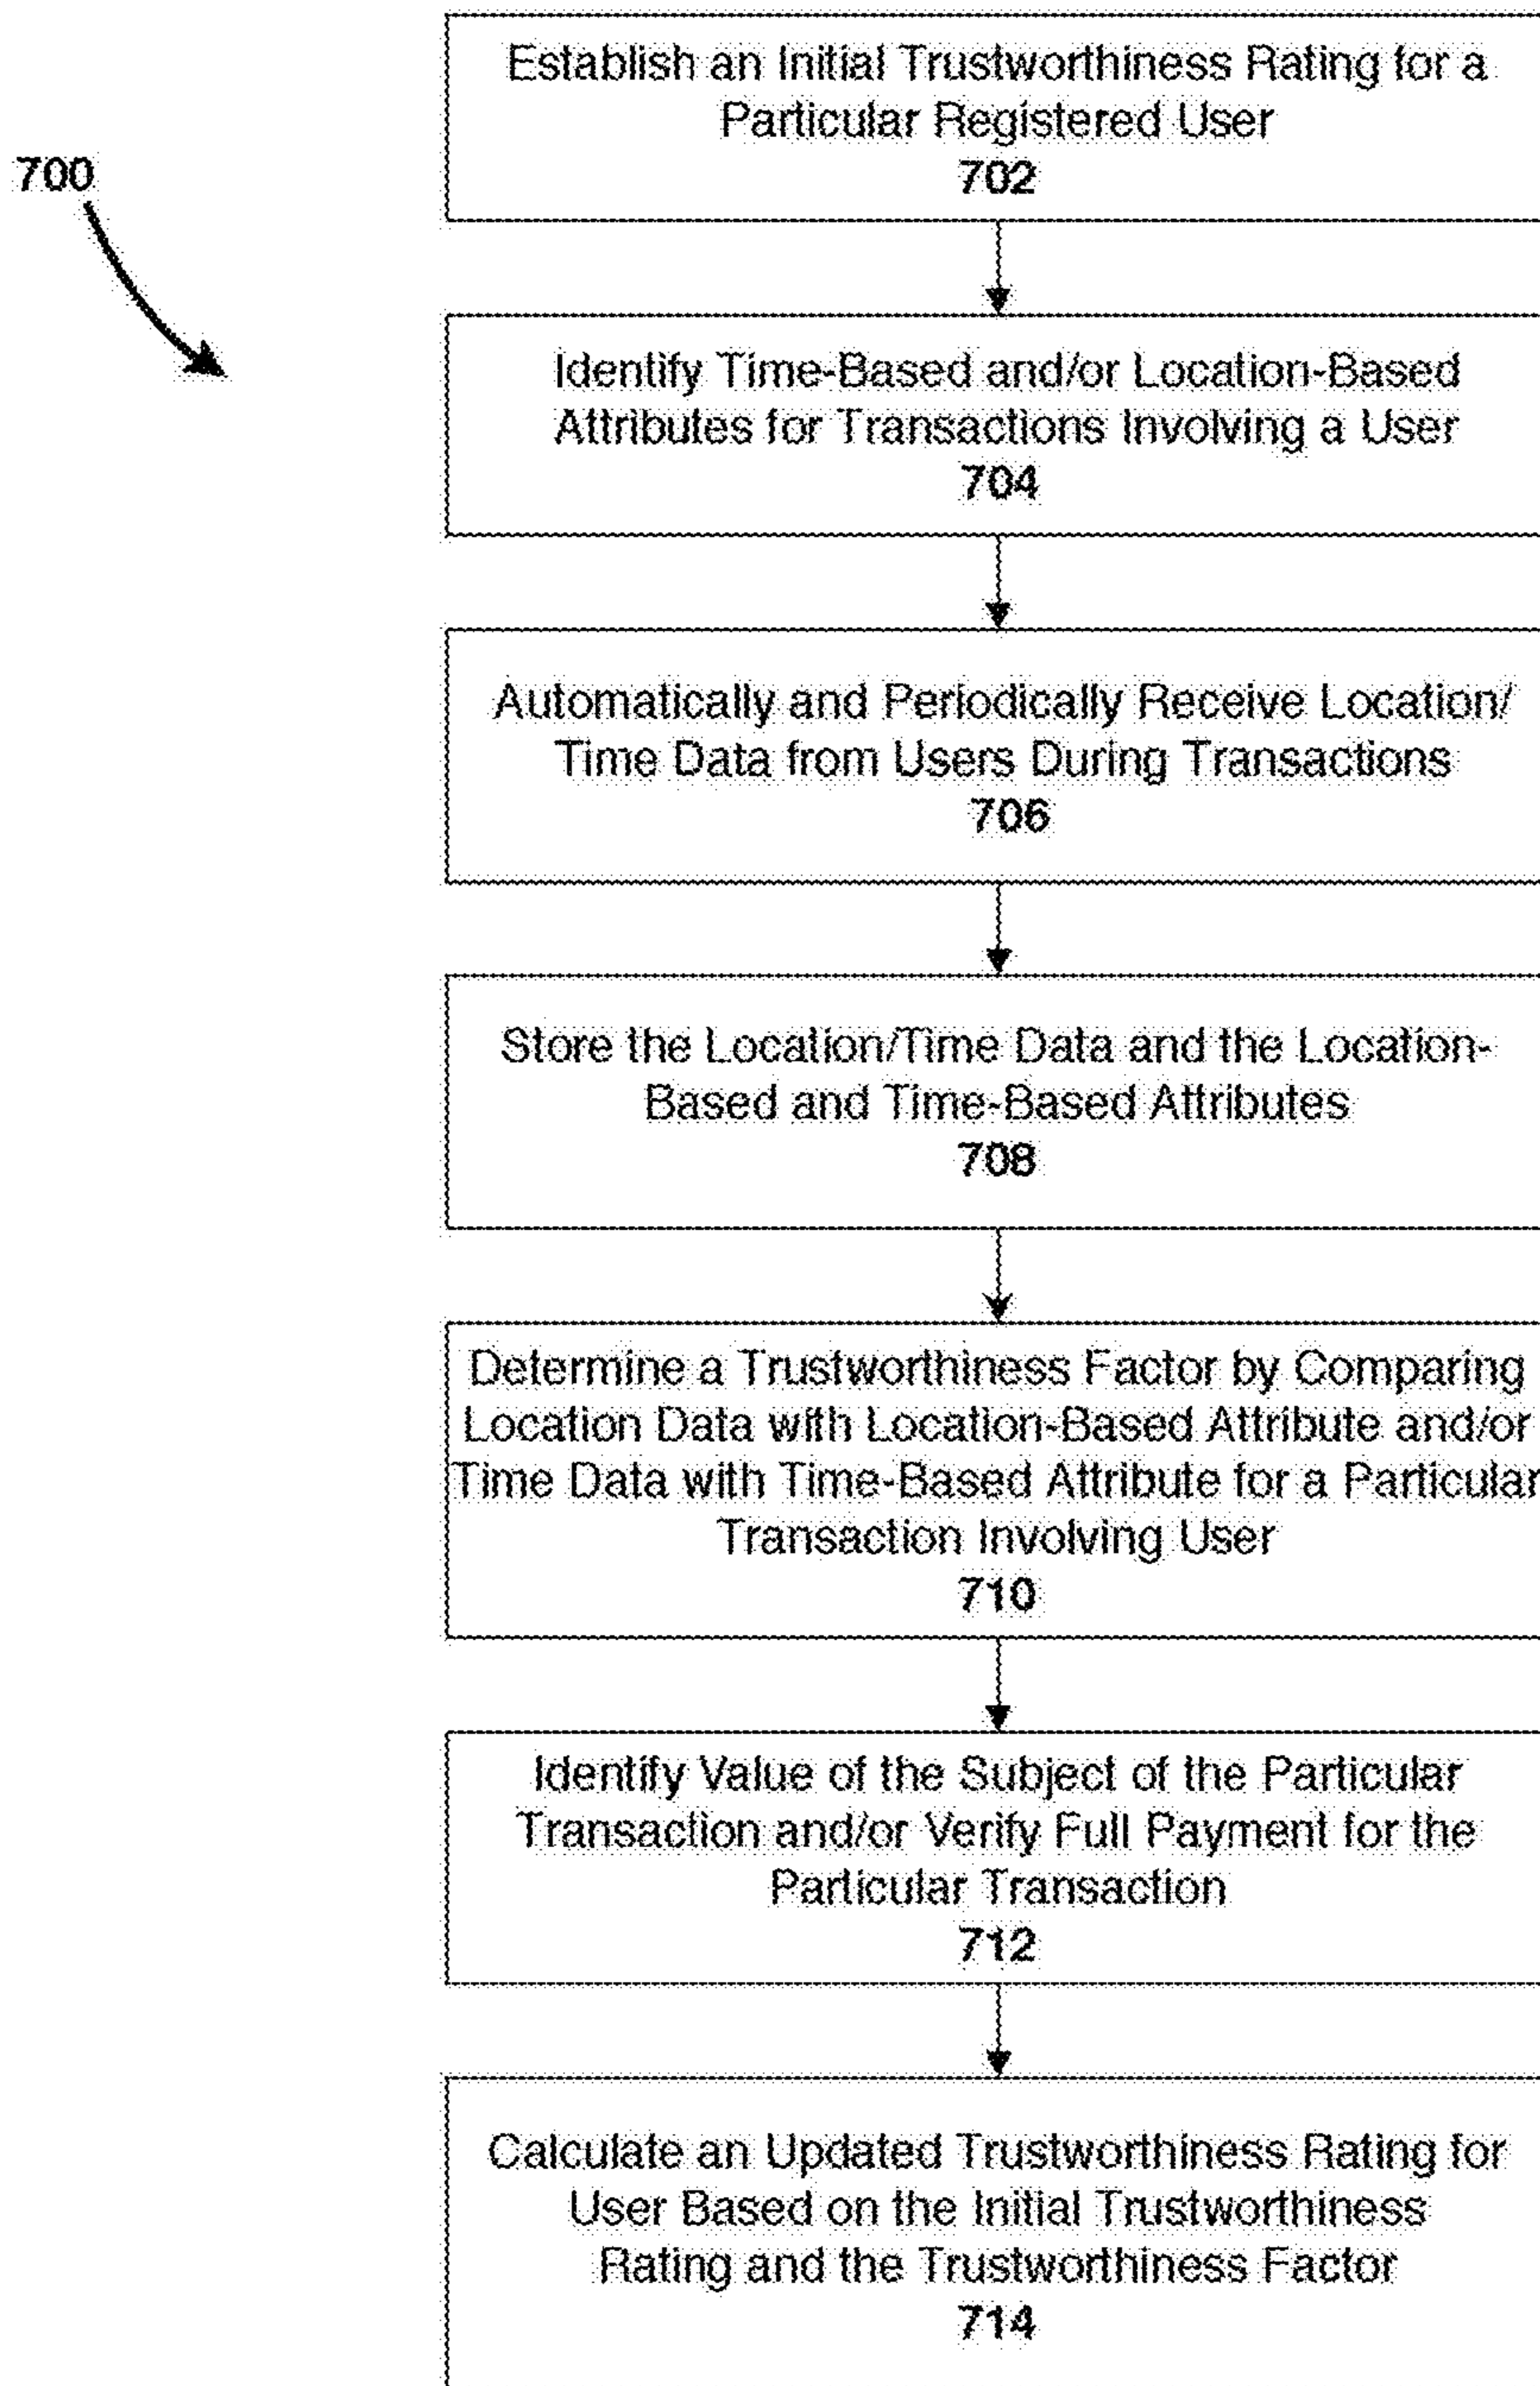 700
Establish an Initial Trustworthiness Rating for a
Particular Registered User
702
Identify Time-Based and/or Location-Based
Attributes for Transactions Involving a User
704
Automatically and Periodically Receive Location/
Time Data from Users During Transactions
706
Store the Location/Time Data and the Location-
Based and Time-Based Attributes
708
Determine a Trustworthiness Factor by Comparing
Location Data with Location-Based Attribute and/or
Time Data with Time-Based Attribute for a Particular
Transaction Involving User
710
Identify Value of the Subject of the Particular
Transaction and/or Verify Full Payment for the
Particular Transaction
712
Calculate an Updated Trustworthiness Rating for
User Based on the Initial Trustworthiness
Rating and the Trustworthiness Factor
714